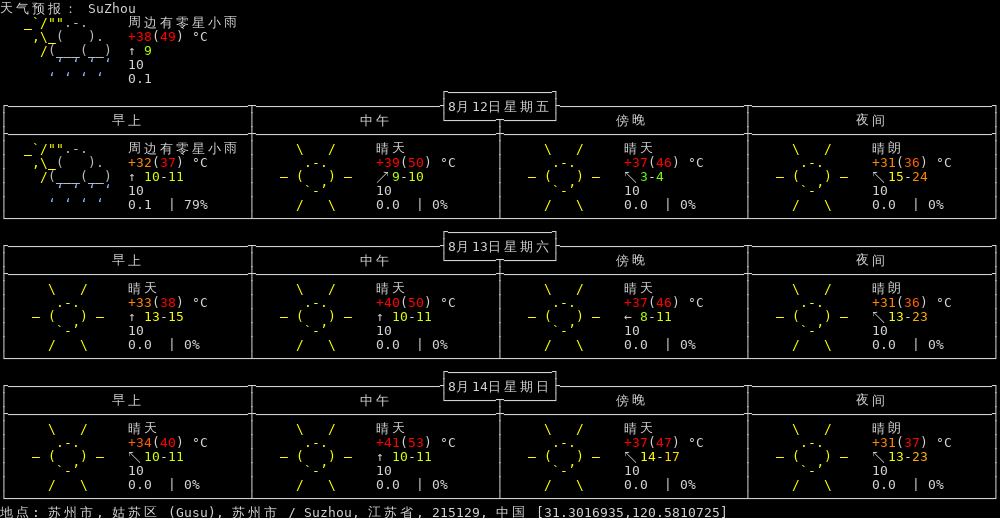 天气预报： SuZhou
周边有零星小雨
+38(49) °C
↑ 9
10
0.1
8月12日星期五
早上 中午 傍晚 夜间
周边有零星小雨 晴天 晴天 晴朗
+32(37) °C +39(50) °C +37(46) °C +31(36) °C
↑ 10-11 ↗ 9-10 ↖ 3-4 ↖ 15-24
10 10 10 10
0.1 | 79% 0.0 | 0% 0.0 | 0% 0.0 | 0%
8月13日星期六
早上 中午 傍晚 夜间
晴天 晴天 晴天 晴朗
+33(38) °C +40(50) °C +37(46) °C +31(36) °C
↑ 13-15 ↑ 10-11 ← 8-11 ↖ 13-23
10 10 10 10
0.0 | 0% 0.0 | 0% 0.0 | 0% 0.0 | 0%
8月14日星期日
早上 中午 傍晚 夜间
晴天 晴天 晴天 晴朗
+34(40) °C +41(53) °C +37(47) °C +31(37) °C
↖ 10-11 ↑ 10-11 ↖ 14-17 ↖ 13-23
10 10 10 10
0.0 | 0% 0.0 | 0% 0.0 | 0% 0.0 | 0%
地点: 苏州市, 姑苏区 (Gusu), 苏州市 / Suzhou, 江苏省, 215129, 中国 [31.3016935,120.5810725]